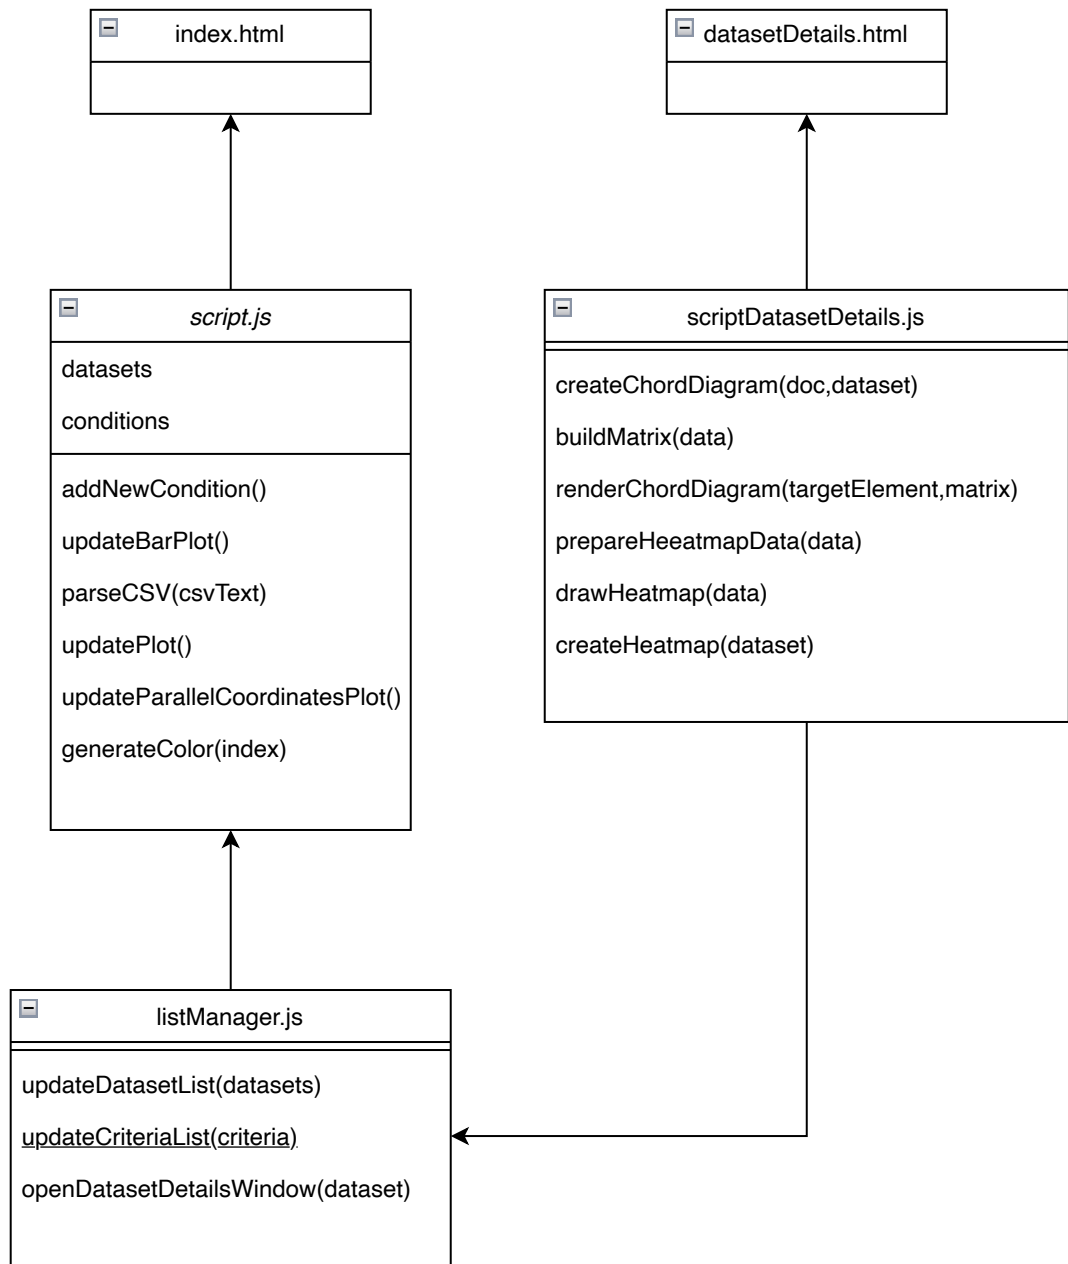 index.html
datasetDetails.html
script.js
datasets
conditions
addNewCondition()
updateBarPlot()
parseCSV(csvText)
updatePlot()
updateParallelCoordinatesPlot()
generateColor(index)
scriptDatasetDetails.js
createChordDiagram(doc,dataset)
buildMatrix(data)
renderChordDiagram(targetElement,matrix)
prepareHeeatmapData(data)
drawHeatmap(data)
createHeatmap(dataset)
listManager.js
updateDatasetList(datasets)
updateCriteriaList(criteria)
openDatasetDetailsWindow(dataset)